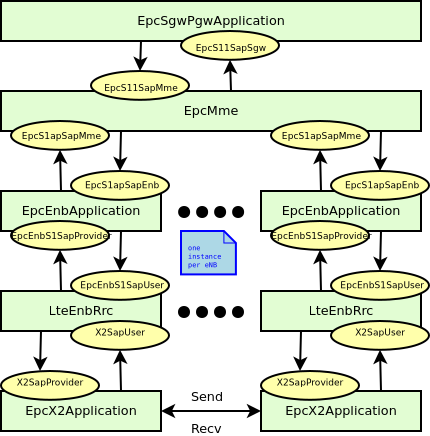 EpcSgwPgwApplication
EpcS11SapSgw
EpcS11SapMme
EpcMme
EpcS1apSapMme
EpcS1apSapMme
EpcS1apSapEnb
EpcS1apSapEnb
EpcEnbApplication
EpcEnbApplication
EpcEnbS1SapProvider
EpcEnbS1SapProvider
one
instance
per eNB
EpcEnbS1SapUser
EpcEnbS1SapUser
LteEnbRrc
LteEnbRrc
X2SapUser
X2SapUser
X2SapProvider
X2SapProvider
Send
EpcX2Application
EpcX2Application
Recv